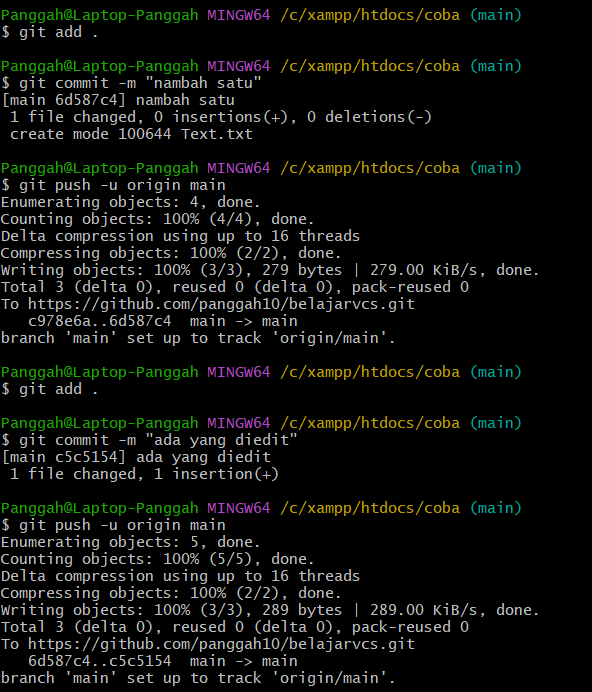 Panggah@Laptop-Panggah MINGW64 /c/xampp/htdocs/coba (main)
$ git add .

Panggah@Laptop-Panggah MINGW64 /c/xampp/htdocs/coba (main)
$ git commit -m "nambah satu"
[main 6d587c4] nambah satu
 1 file changed, 0 insertions(+), 0 deletions(-)
 create mode 100644 Text.txt

Panggah@Laptop-Panggah MINGW64 /c/xampp/htdocs/coba (main)
$ git push -u origin main
Enumerating objects: 4, done.
Counting objects: 100% (4/4), done.
Delta compression using up to 16 threads
Compressing objects: 100% (2/2), done.
Writing objects: 100% (3/3), 279 bytes | 279.00 KiB/s, done.
Total 3 (delta 0), reused 0 (delta 0), pack-reused 0
To https://github.com/panggah10/belajarvcs.git
   c978e6a..6d587c4  main -> main
branch 'main' set up to track 'origin/main'.

Panggah@Laptop-Panggah MINGW64 /c/xampp/htdocs/coba (main)
$ git add .

Panggah@Laptop-Panggah MINGW64 /c/xampp/htdocs/coba (main)
$ git commit -m "ada yang diedit"
[main c5c5154] ada yang diedit
 1 file changed, 1 insertion(+)

Panggah@Laptop-Panggah MINGW64 /c/xampp/htdocs/coba (main)
$ git push -u origin main
Enumerating objects: 5, done.
Counting objects: 100% (5/5), done.
Delta compression using up to 16 threads
Compressing objects: 100% (2/2), done.
Writing objects: 100% (3/3), 289 bytes | 289.00 KiB/s, done.
Total 3 (delta 0), reused 0 (delta 0), pack-reused 0
To https://github.com/panggah10/belajarvcs.git
   6d587c4..c5c5154  main -> main
branch 'main' set up to track 'origin/main'.